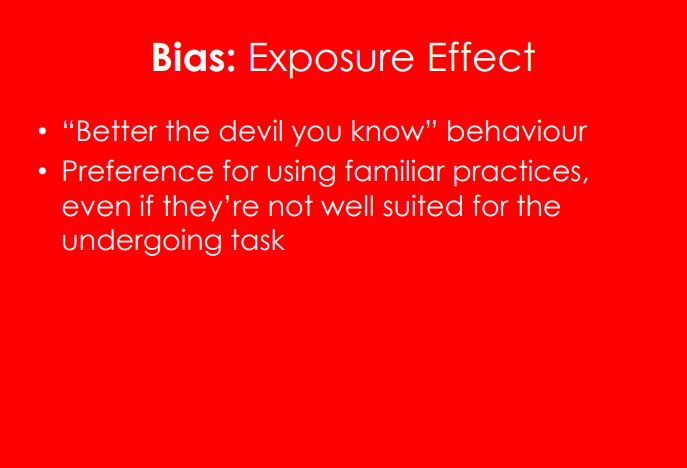 Bias: Exposure Effect
• “Better the devil you know” behaviour
• Preference for using familiar practices,
even if they’re not well suited for the
undergoing task